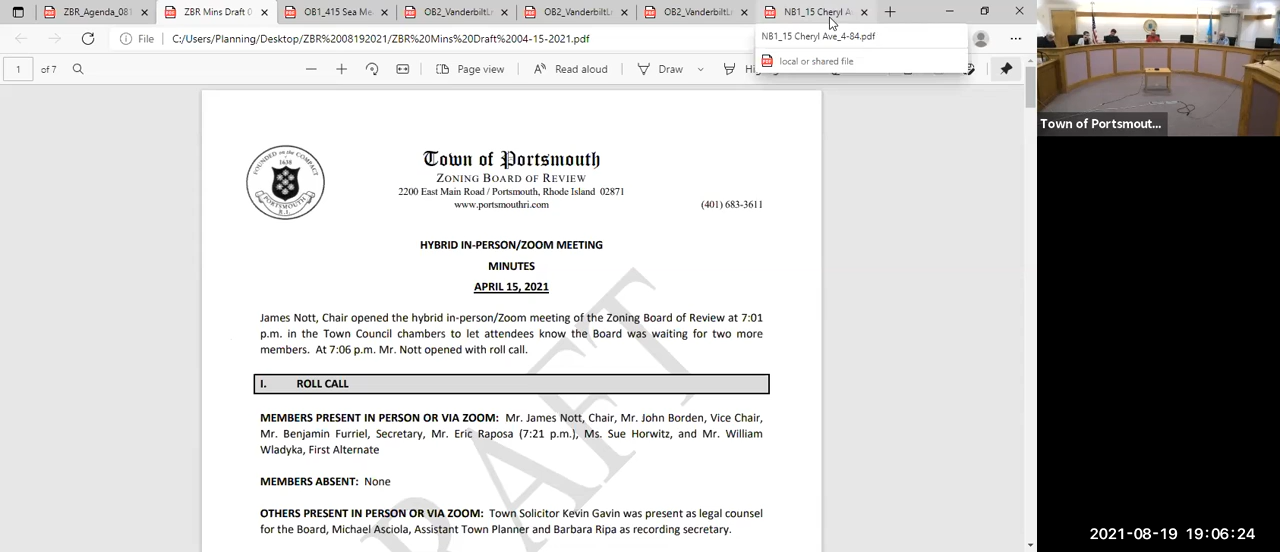 ZBR_Agenda_081
ZBR Mins Draft 0
OB1_415 Sea Me
OB2_VanderbiltLr
OB2_VanderbiltLr
OB2_VanderbiltLr
NB1_15 Cheryl A
File
C:/Users/Planning/Desktop/ZBR%2008192021/ZBR%20Mins%20Draft%2004-15-2021.pdf
NB1_15 Cheryl Ave_4-84.pdf
local or shared file
1 of 7
Page view
Read aloud
Draw
FOUNDED on the COMPACT
1638
PORTSMOUTH
R.I.
Town of Portsmouth
ZONING BOARD OF REVIEW
2200 East Main Road / Portsmouth, Rhode Island 02871
www.portsmouthri.com
(401) 683-3611
HYBRID IN-PERSON/ZOOM MEETING
MINUTES
APRIL 15, 2021
James Nott, Chair opened the hybrid in-person/Zoom meeting of the Zoning Board of Review at 7:01
p.m. in the Town Council chambers to let attendees know the Board was waiting for two more
members. At 7:06 p.m. Mr. Nott opened with roll call.
I. ROLL CALL
MEMBERS PRESENT IN PERSON OR VIA ZOOM: Mr. James Nott, Chair, Mr. John Borden, Vice Chair,
Mr. Benjamin Furriel, Secretary, Mr. Eric Raposa (7:21 p.m.), Ms. Sue Horwitz, and Mr. William
Wladyka, First Alternate
MEMBERS ABSENT: None
OTHERS PRESENT IN PERSON OR VIA ZOOM: Town Solicitor Kevin Gavin was present as legal counsel
for the Board, Michael Asciola, Assistant Town Planner and Barbara Ripa as recording secretary.
DRAFT
Town of Portsmout...
2021-08-19 19:06:24